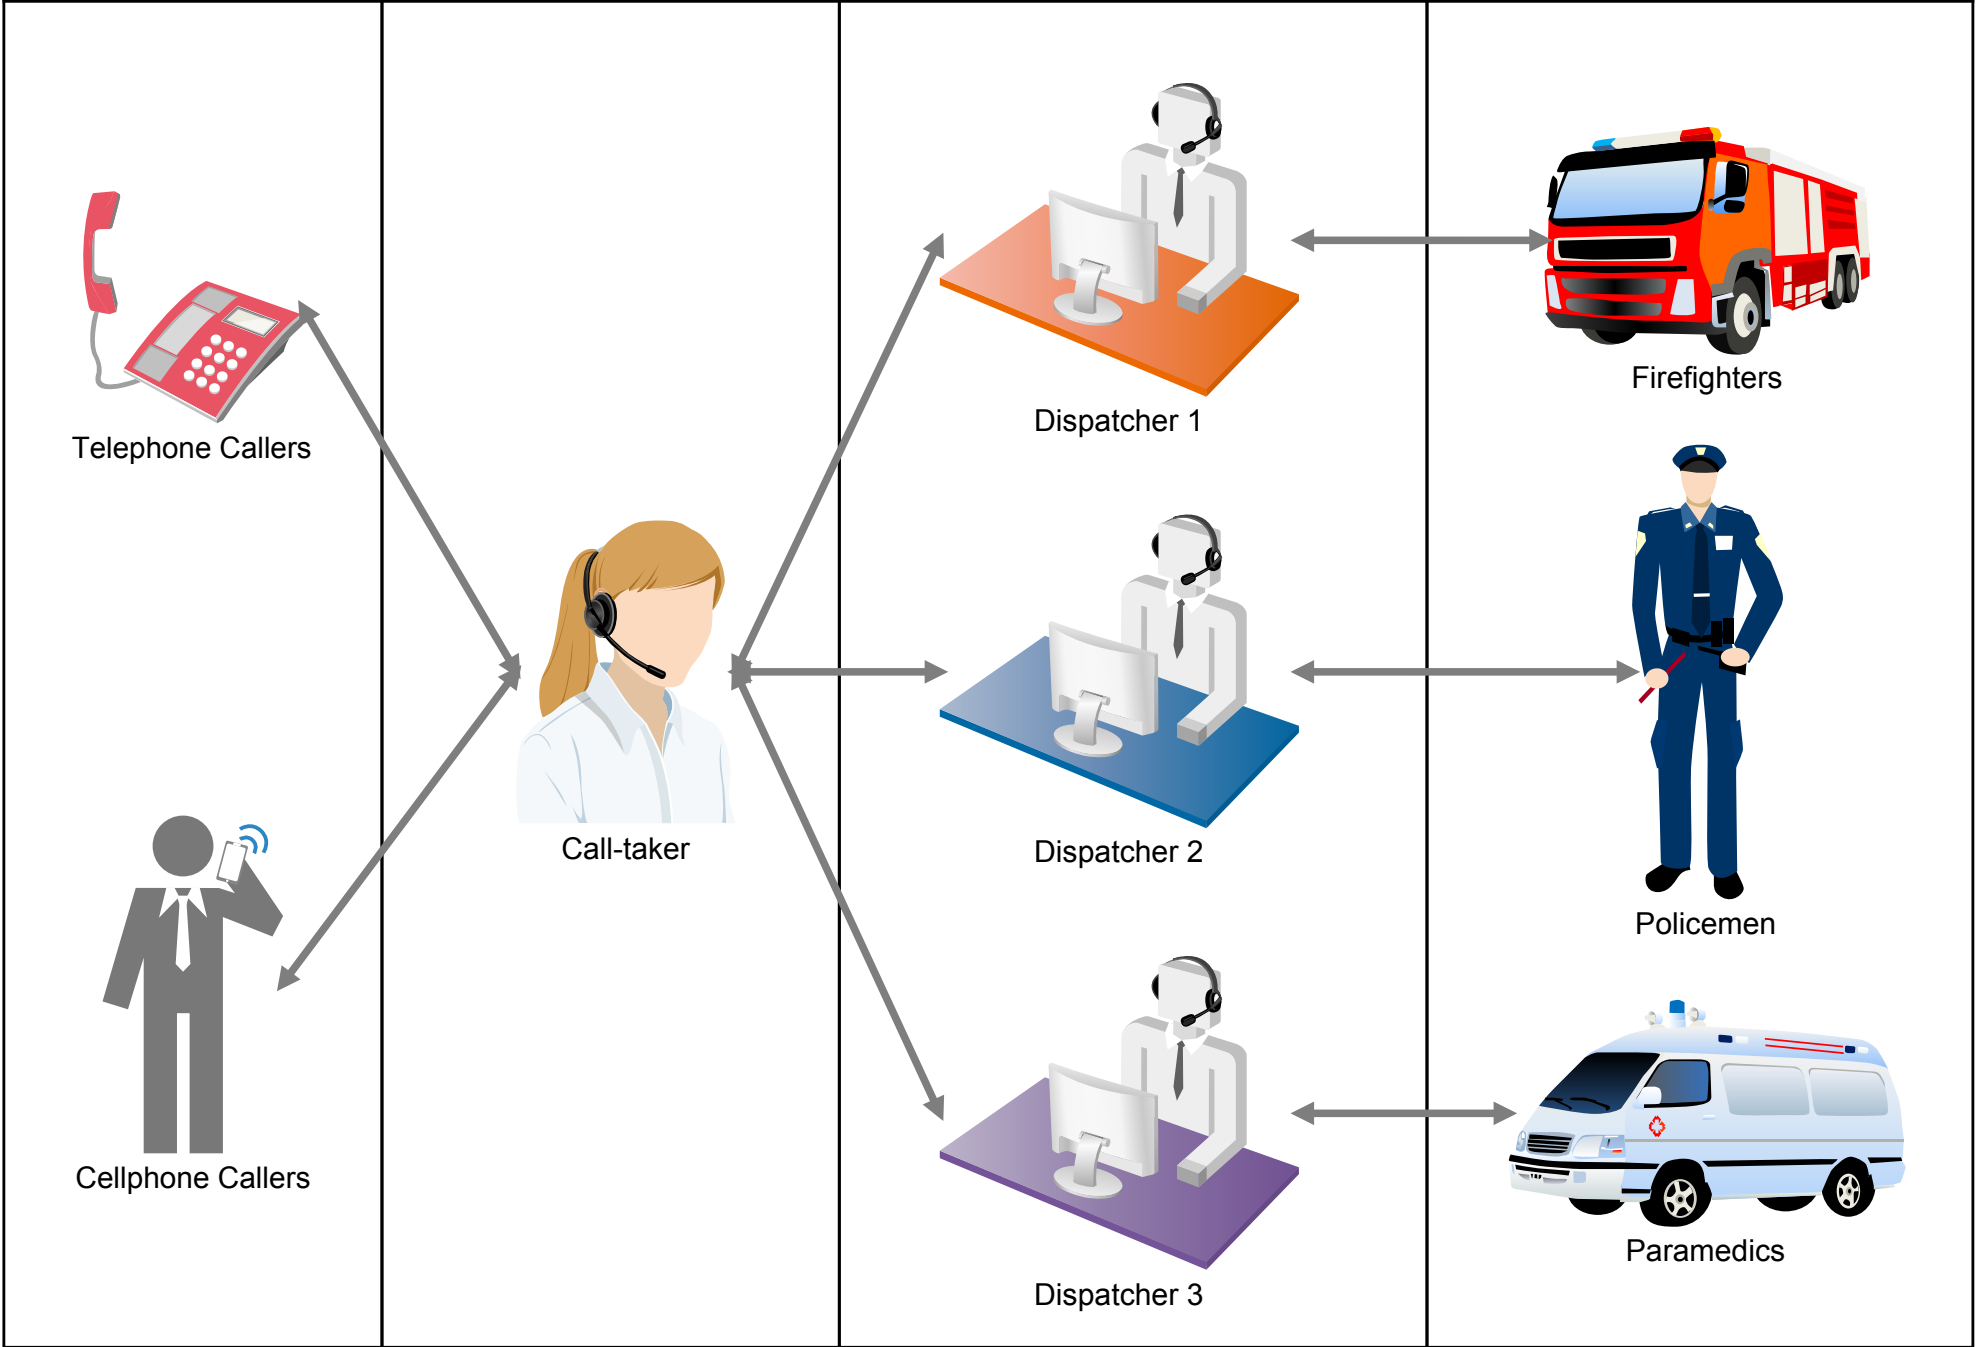 Telephone Callers
Cellphone Callers
Call-taker
Dispatcher 1
Dispatcher 2
Dispatcher 3
Firefighters
Policemen
Paramedics